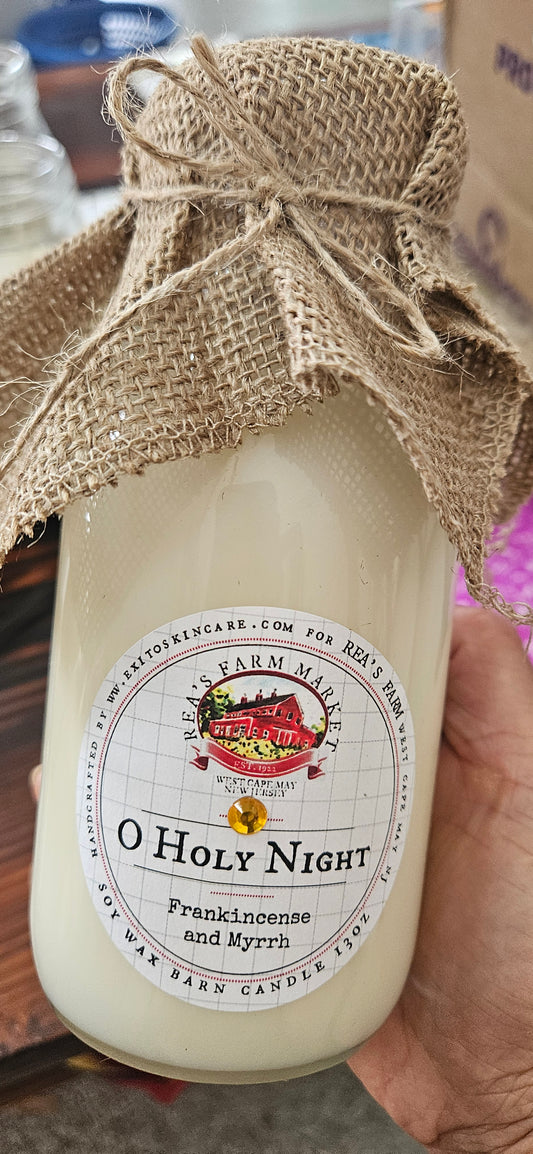 PRO
HANDCRAFTED BY WW.EXITOSKINCARE.COM FOR REA'S FARM WEST CAPE MAY NJ
REA'S FARM MARKET
EST. 1922
WEST CAPE MAY
NEW JERSEY
O HOLY NIGHT
Frankincense
and Myrrh
SOY WAX BARN CANDLE 13OZ